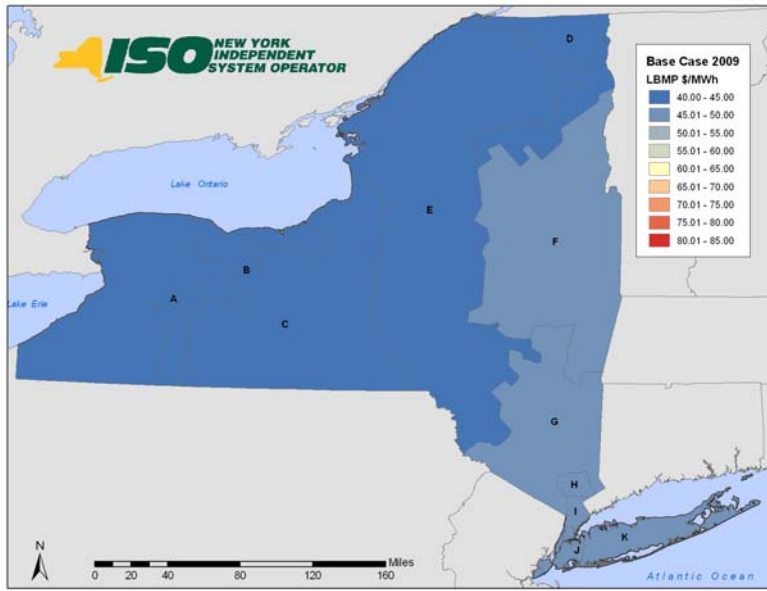 ISO
NEW YORK
INDEPENDENT
SYSTEM OPERATOR
D
Base Case 2009
LBMP $/MWh
40.00 - 45.00
45.01 - 50.00
50.01 - 55.00
55.01 - 60.00
60.01 - 65.00
65.01 - 70.00
70.01 - 75.00
75.01 - 80.00
80.01 - 85.00
Lake Ontario
E
F
B
A
Lake Erie
C
G
H
I
K
J
N
Miles
0 20 40 80 120 160
Atlantic Ocean